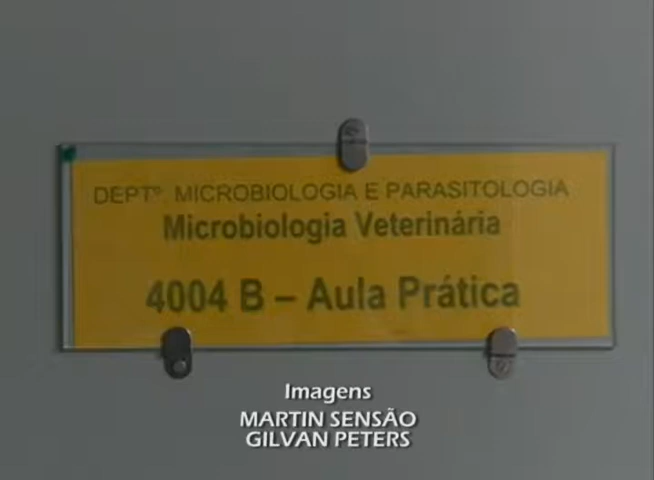 DEPTº MICROBIOLOGIA E PARASITOLOGIA
Microbiologia Veterinária
4004 B – Aula Prática
Imagens
MARTIN SENSÃO
GILVAN PETERS